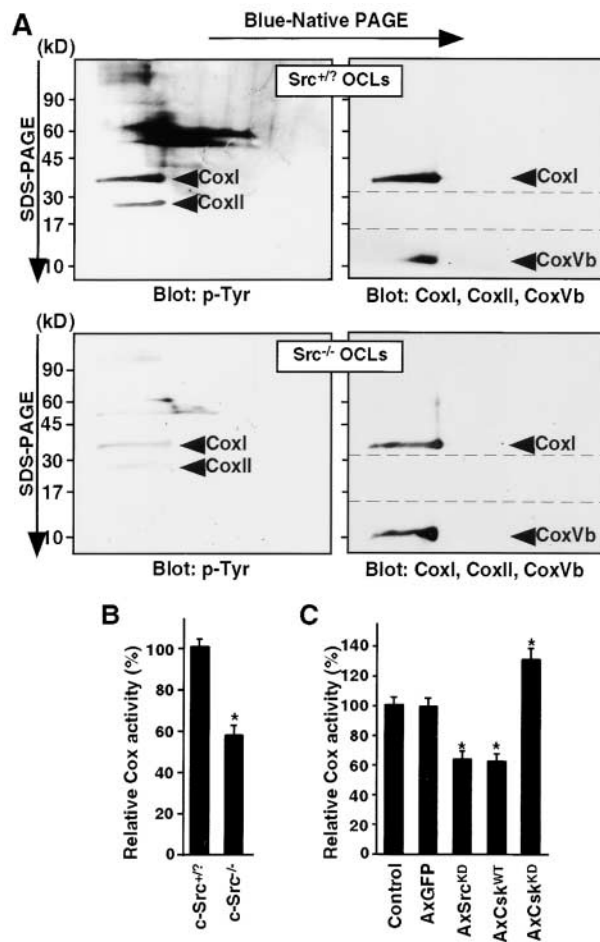 A
Blue-Native PAGE
(kD)
Src+/? OCLs
SDS-PAGE
90
60
45
30
17
10
CoxI
CoxII
CoxI
CoxVb
Blot: p-Tyr
Blot: CoxI, CoxII, CoxVb
(kD)
Src-/- OCLs
SDS-PAGE
90
60
45
30
17
10
CoxI
CoxII
CoxI
CoxVb
Blot: p-Tyr
Blot: CoxI, CoxII, CoxVb
B
Relative Cox activity (%)
100
80
60
40
20
0
*
c-Src+/?
c-Src-/-
C
Relative Cox activity (%)
140
120
100
80
60
40
20
0
* * *
Control
AxGFP
AxSrcKD
AxCskWT
AxCskKD